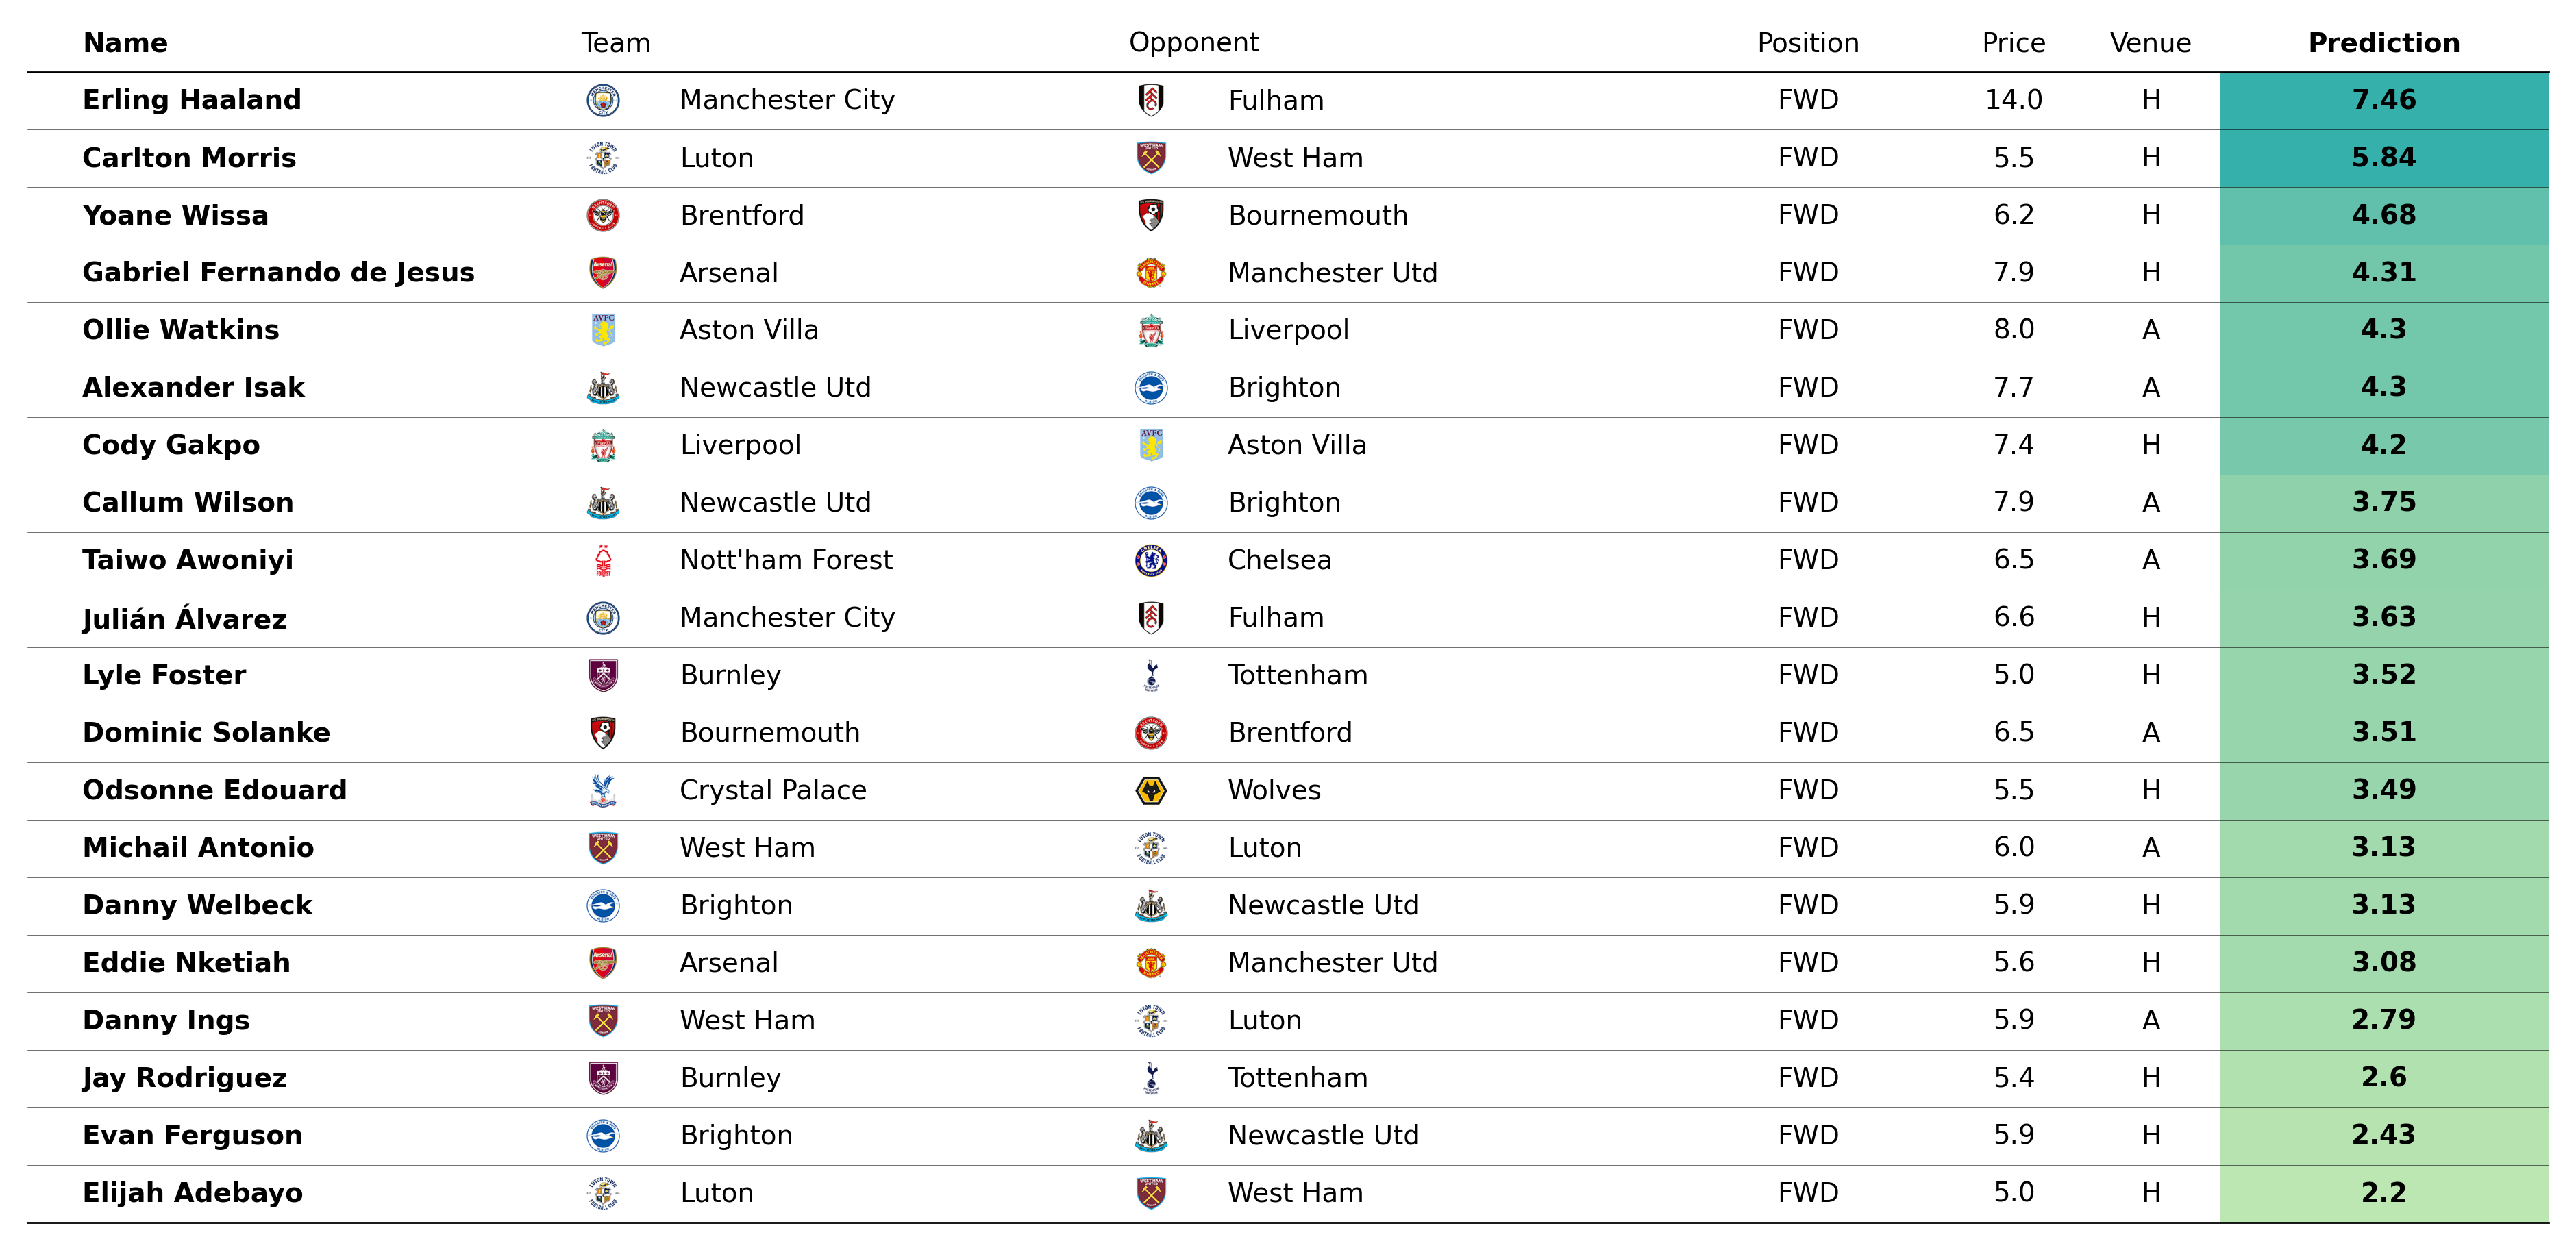 Name Team Opponent Position Price Venue Prediction
Erling Haaland Manchester City Fulham FWD 14.0 H 7.46
Carlton Morris Luton West Ham FWD 5.5 H 5.84
Yoane Wissa Brentford Bournemouth FWD 6.2 H 4.68
Gabriel Fernando de Jesus Arsenal Manchester Utd FWD 7.9 H 4.31
Ollie Watkins Aston Villa Liverpool FWD 8.0 A 4.3
Alexander Isak Newcastle Utd Brighton FWD 7.7 A 4.3
Cody Gakpo Liverpool Aston Villa FWD 7.4 H 4.2
Callum Wilson Newcastle Utd Brighton FWD 7.9 A 3.75
Taiwo Awoniyi Nott'ham Forest Chelsea FWD 6.5 A 3.69
Julián Álvarez Manchester City Fulham FWD 6.6 H 3.63
Lyle Foster Burnley Tottenham FWD 5.0 H 3.52
Dominic Solanke Bournemouth Brentford FWD 6.5 A 3.51
Odsonne Edouard Crystal Palace Wolves FWD 5.5 H 3.49
Michail Antonio West Ham Luton FWD 6.0 A 3.13
Danny Welbeck Brighton Newcastle Utd FWD 5.9 H 3.13
Eddie Nketiah Arsenal Manchester Utd FWD 5.6 H 3.08
Danny Ings West Ham Luton FWD 5.9 A 2.79
Jay Rodriguez Burnley Tottenham FWD 5.4 H 2.6
Evan Ferguson Brighton Newcastle Utd FWD 5.9 H 2.43
Elijah Adebayo Luton West Ham FWD 5.0 H 2.2